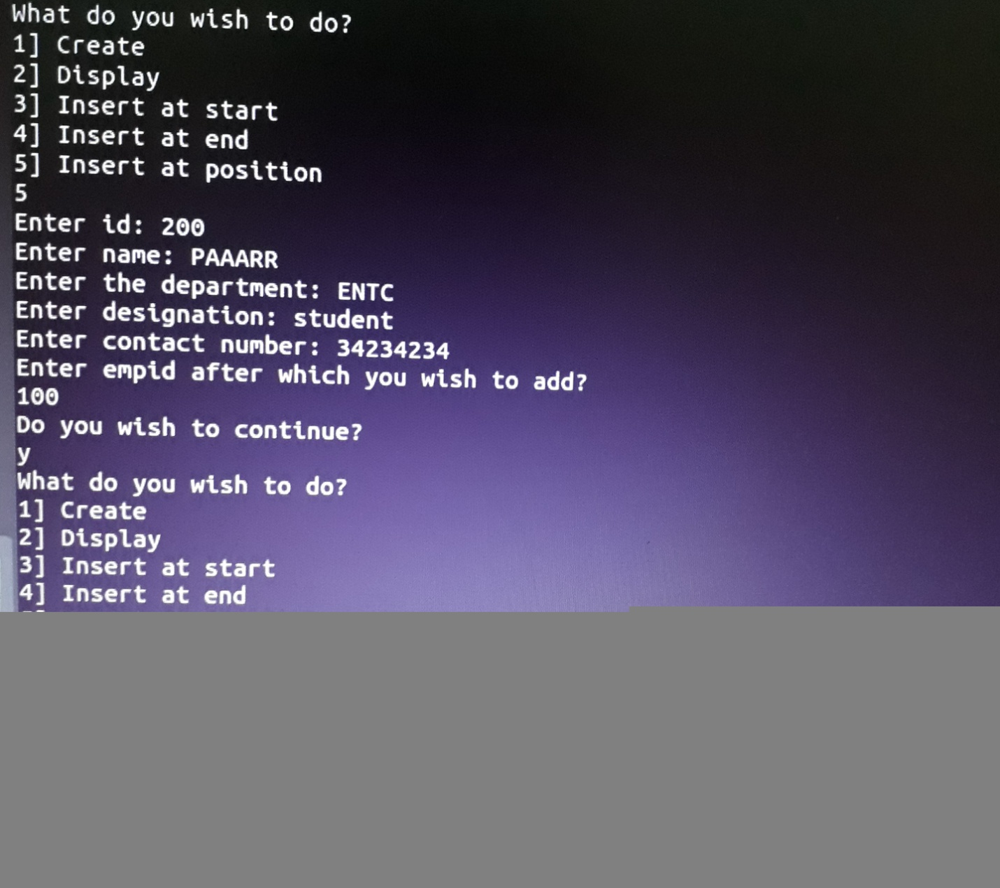 What do you wish to do?
1] Create
2] Display
3] Insert at start
4] Insert at end
5] Insert at position
5
Enter id: 200
Enter name: PAAARR
Enter the department: ENTC
Enter designation: student
Enter contact number: 34234234
Enter empid after which you wish to add?
100
Do you wish to continue?
y
What do you wish to do?
1] Create
2] Display
3] Insert at start
4] Insert at end